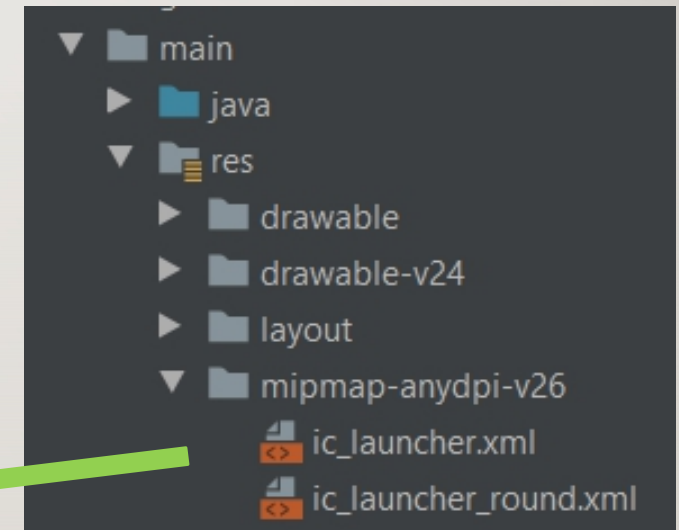 main
java
res
drawable
drawable-v24
layout
mipmap-anydpi-v26
ic_launcher.xml
ic_launcher_round.xml